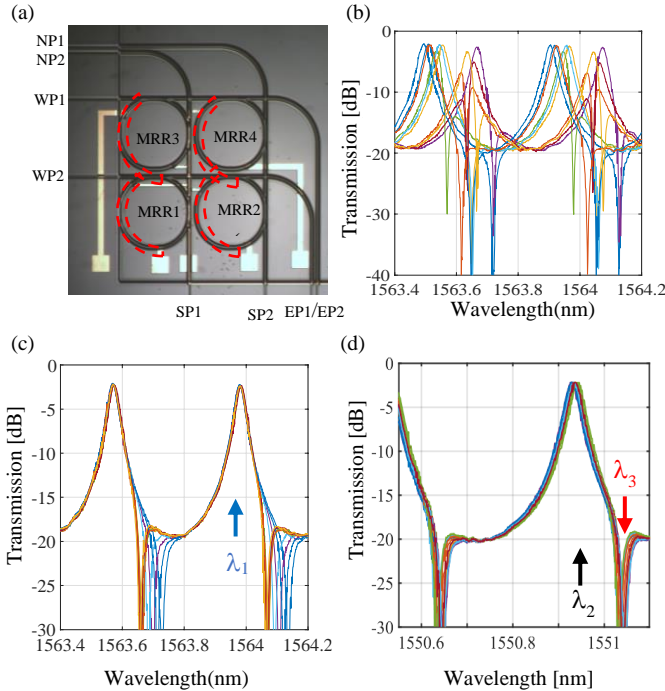 (a)
NP1
NP2
WP1
WP2
MRR3
MRR4
MRR1
MRR2
SP1
SP2
EP1/EP2
(b)
Transmission [dB]
0
-10
-20
-30
-40
1563.4
1563.6
1563.8
1564
1564.2
Wavelength(nm)
(c)
Transmission [dB]
0
-5
-10
-15
-20
-25
-30
λ1
1563.4
1563.6
1563.8
1564
1564.2
Wavelength(nm)
(d)
Transmission [dB]
0
-5
-10
-15
-20
-25
-30
λ3
λ2
1550.6
1550.8
1551
Wavelength [nm]